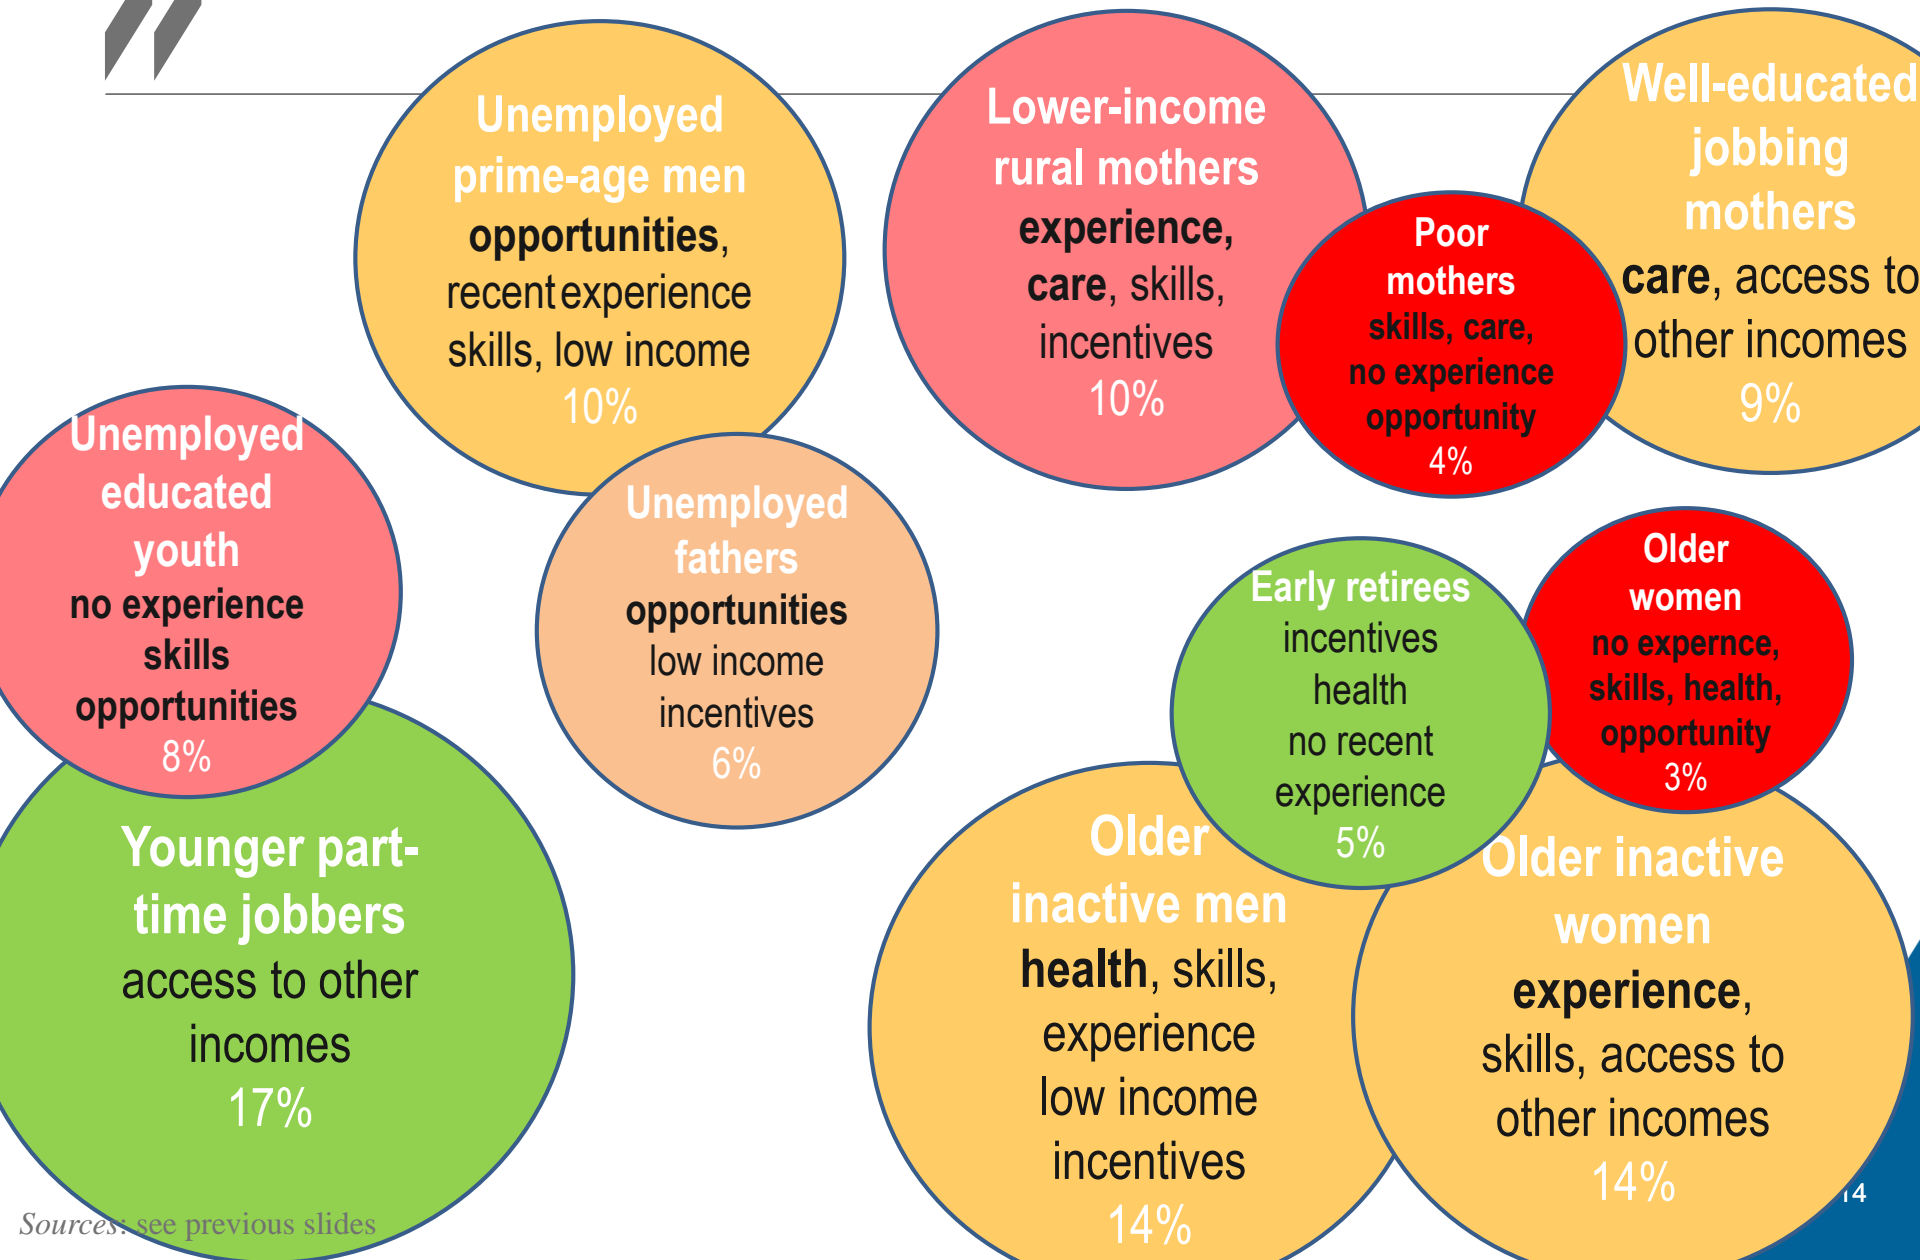 Unemployed
prime-age men
opportunities,
recent experience
skills, low income
10%
Lower-income
rural mothers
experience,
care, skills,
incentives
10%
Poor
mothers
skills, care,
no experience
opportunity
4%
Well-educated
jobbing
mothers
care, access to
other incomes
9%
Unemployed
educated
youth
no experience
skills
opportunities
8%
Unemployed
fathers
opportunities
low income
incentives
6%
Early retirees
incentives
health
no recent
experience
5%
Older
women
no expernce,
skills, health,
opportunity
3%
Younger part-
time jobbers
access to other
incomes
17%
Older
inactive men
health, skills,
experience
low income
incentives
14%
Older inactive
women
experience,
skills, access to
other incomes
14%
Sources: see previous slides
14